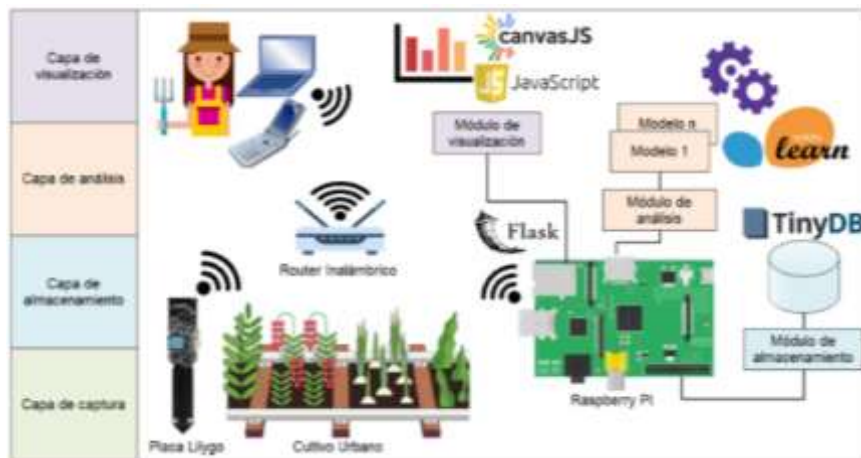 Capa de
visualización
Capa de análisis
Capa de
almacenamiento
Capa de captura
canvasJS
JS
JavaScript
Módulo de
visualización
Modelo n
Modelo 1
learn
Módulo de
análisis
Flask
TinyDB
Router Inalámbrico
Módulo de
almacenamiento
Raspberry PI
Placa Lilygo
Cultivo Urbano